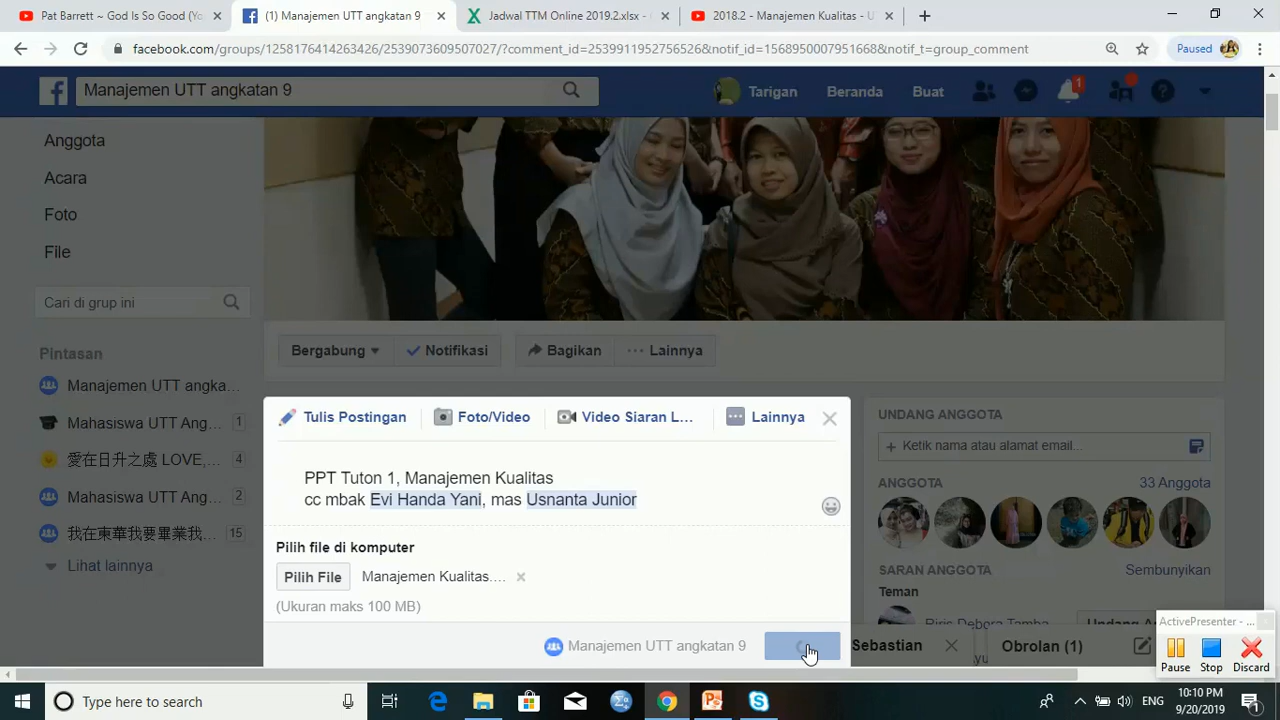 Pat Barrett ~ God Is So Good (Yo
(1) Manajemen UTT angkatan 9
Jadwal TTM Online 2019.2.xlsx -
2018.2 - Manajemen Kualitas - U
facebook.com/groups/1258176414263426/2539073609507027/?comment_id=2539911952756526&notif_id=1568950007951668&notif_t=group_comment
Paused
Manajemen UTT angkatan 9
Tarigan
Beranda
Buat
1
Anggota
Acara
Foto
File
Cari di grup ini
Pintasan
Manajemen UTT angka...
Mahasiswa UTT Ang... 1
愛在日升之處 LOVE,... 4
Mahasiswa UTT Ang... 2
我在東華我要畢業我... 15
Lihat lainnya
Bergabung
Notifikasi
Bagikan
Lainnya
Tulis Postingan
Foto/Video
Video Siaran L...
Lainnya
PPT Tuton 1, Manajemen Kualitas
cc mbak Evi Handa Yani, mas Usnanta Junior
Pilih file di komputer
Pilih File
Manajemen Kualitas....
(Ukuran maks 100 MB)
Manajemen UTT angkatan 9
UNDANG ANGGOTA
Ketik nama atau alamat email...
ANGGOTA
33 Anggota
SARAN ANGGOTA
Sembunyikan
Teman
Riris Debora Tamba
Sebastian
Obrolan (1)
ActivePresenter - ...
Pause
Stop
Discard
Type here to search
ENG
10:10 PM
9/20/2019
1